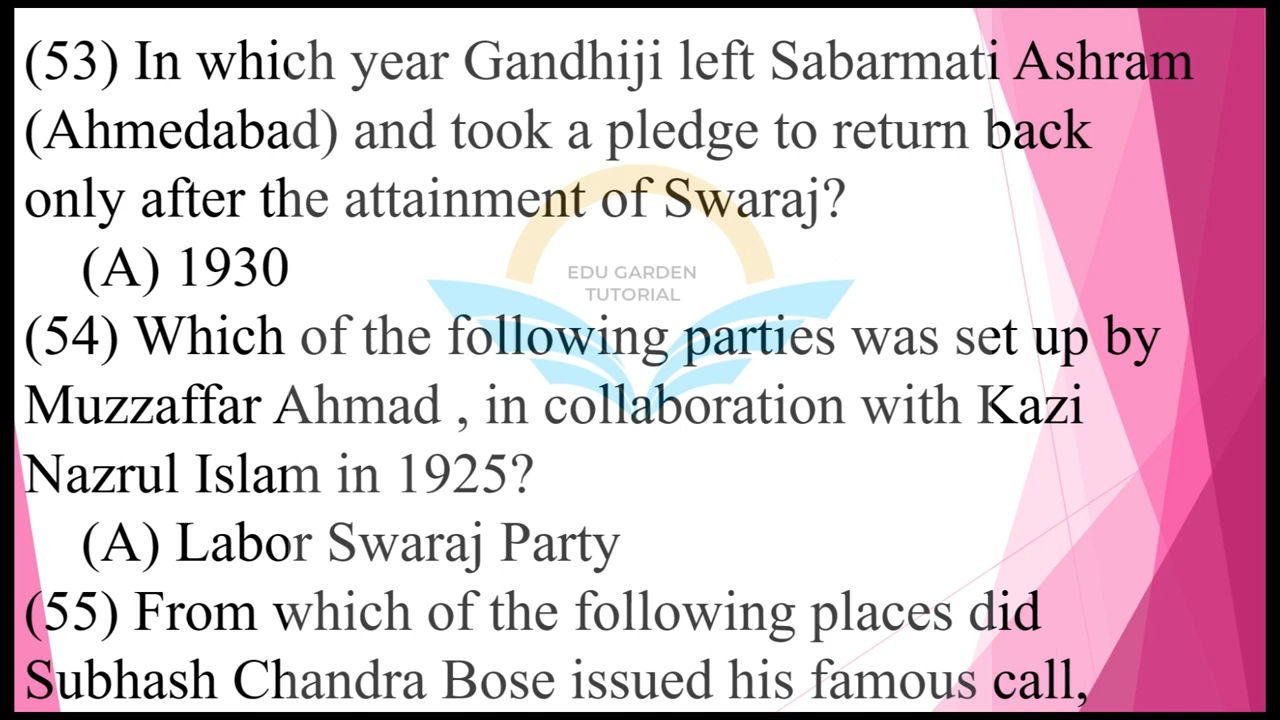 (53) In which year Gandhiji left Sabarmati Ashram
(Ahmedabad) and took a pledge to return back
only after the attainment of Swaraj?
(A) 1930
EDU GARDEN
TUTORIAL
(54) Which of the following parties was set up by
Muzzaffar Ahmad , in collaboration with Kazi
Nazrul Islam in 1925?
(A) Labor Swaraj Party
(55) From which of the following places did
Subhash Chandra Bose issued his famous call,